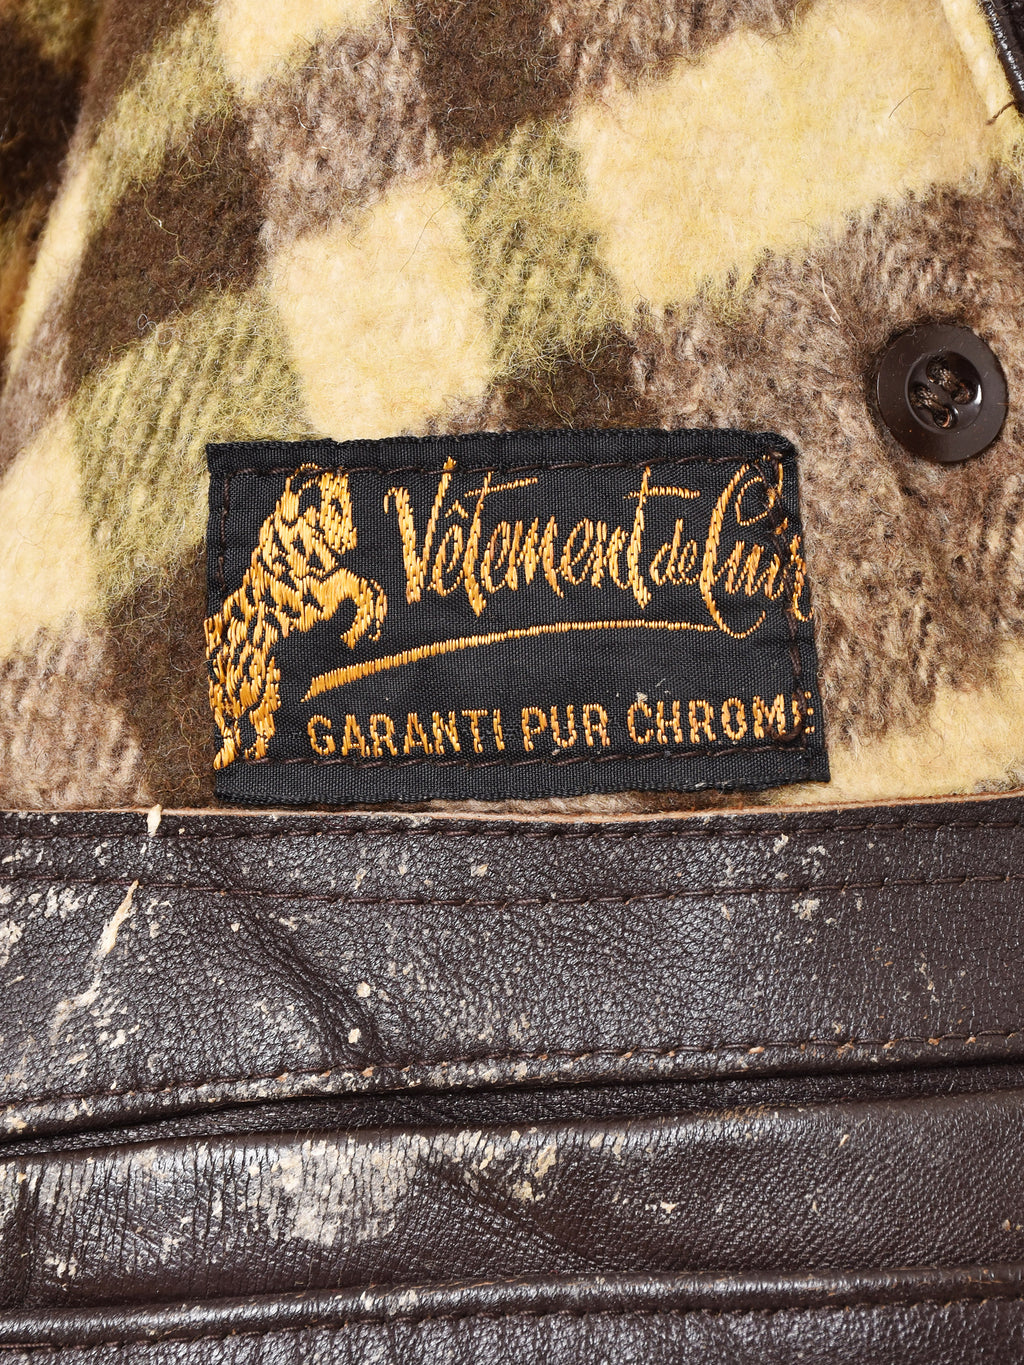 Vêtement de Cuir
GARANTI PUR CHROME